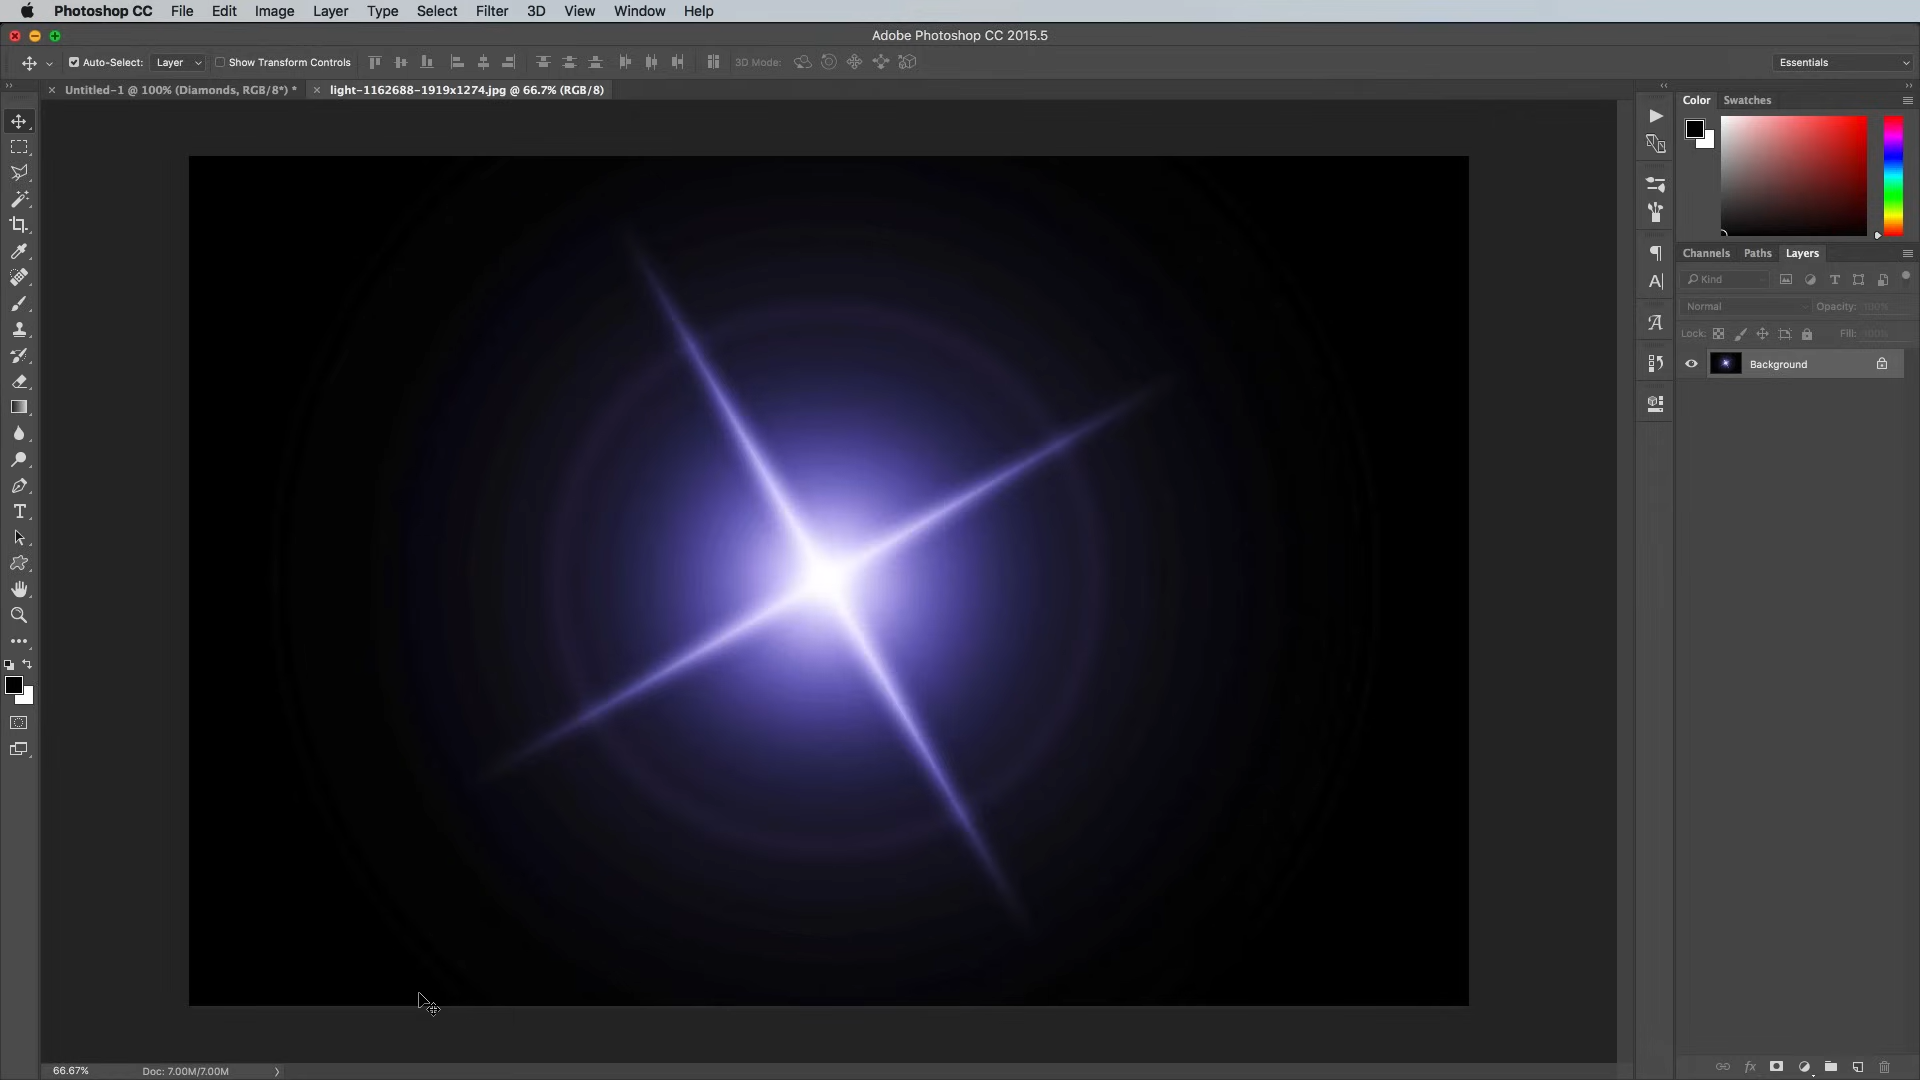 Photoshop CC File Edit Image Layer Type Select Filter 3D View Window Help
Adobe Photoshop CC 2015.5
Auto-Select: Layer Show Transform Controls 3D Mode: Essentials
Untitled-1 @ 100% (Diamonds, RGB/8*) * light-1162688-1919x1274.jpg @ 66.7% (RGB/8)
Color Swatches
Channels Paths Layers
Kind
Normal Opacity: 100%
Lock: Fill: 100%
Background
66.67% Doc: 7.00M/7.00M